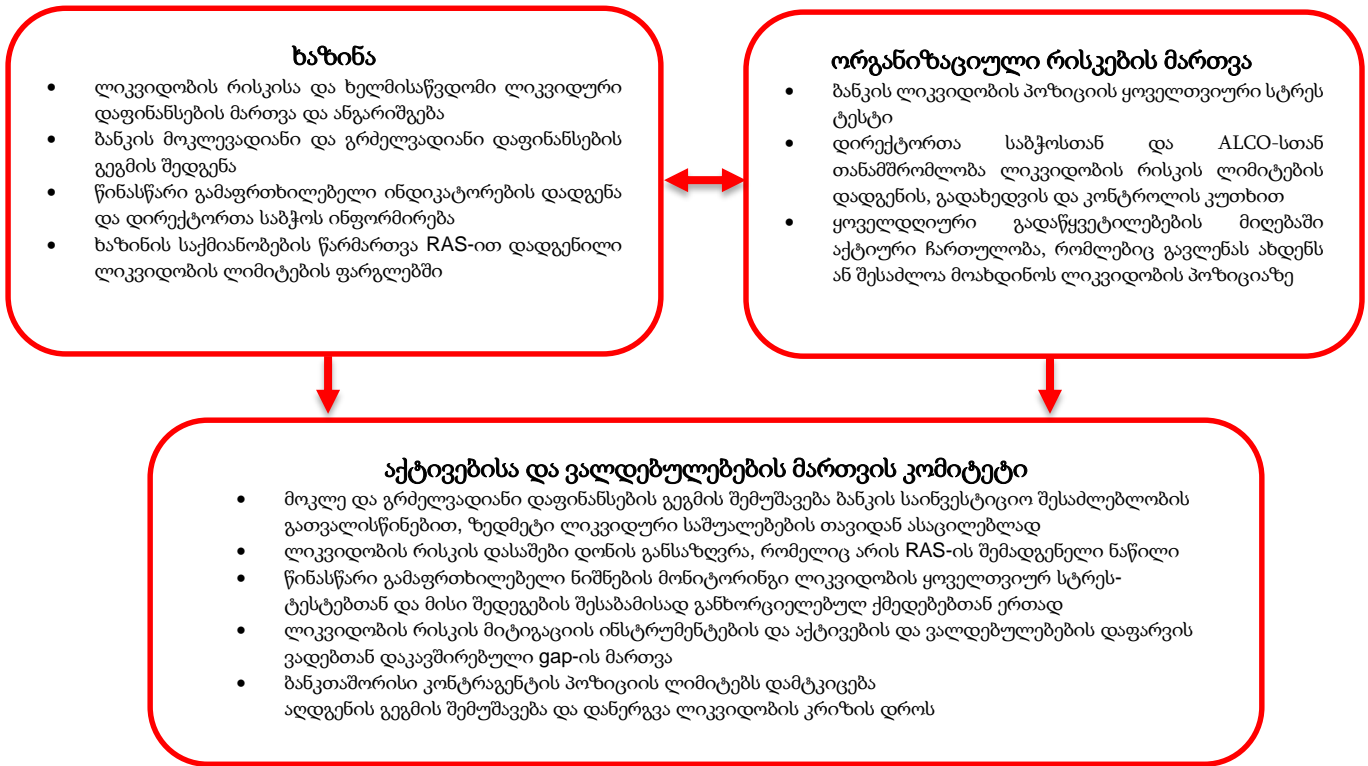 ხაზინა
• ლიკვიდობის რისკისა და ხელმისაწვდომი ლიკვიდური
დაფინანსების მართვა და ანგარიშგება
• ბანკის მოკლევადიანი და გრძელვადიანი დაფინანსების
გეგმის შედგენა
• წინასწარი გამაფრთხილებელი ინდიკატორების დადგენა
და დირექტორთა საბჭოს ინფორმირება
• ხაზინის საქმიანობების წარმართვა RAS-ით დადგენილი
ლიკვიდობის ლიმიტების ფარგლებში
ორგანიზაციული რისკების მართვა
• ბანკის ლიკვიდობის პოზიციის ყოველთვიური სტრეს
ტესტი
• დირექტორთა საბჭოსთან და ALCO-სთან
თანამშრომლობა ლიკვიდობის რისკის ლიმიტების
დადგენის, გადახედვის და კონტროლის კუთხით
• ყოველდღიური გადაწყვეტილებების მიღებაში
აქტიური ჩართულობა, რომლებიც გავლენას ახდენს
ან შესაძლოა მოახდინოს ლიკვიდობის პოზიციაზე
აქტივებისა და ვალდებულებების მართვის კომიტეტი
• მოკლე და გრძელვადიანი დაფინანსების გეგმის შემუშავება ბანკის საინვესტიციო შესაძლებლობის
გათვალისწინებით, ზედმეტი ლიკვიდური საშუალებების თავიდან ასაცილებლად
• ლიკვიდობის რისკის დასაშები დონის განსაზღვრა, რომელიც არის RAS-ის შემადგენელი ნაწილი
• წინასწარი გამაფრთხილებელი ნიშნების მონიტორინგი ლიკვიდობის ყოველთვიურ სტრეს-
ტესტებთან და მისი შედეგების შესაბამისად განხორციელებულ ქმედებებთან ერთად
• ლიკვიდობის რისკის მიტიგაციის ინსტრუმენტების და აქტივების და ვალდებულებების დაფარვის
ვადებთან დაკავშირებული gap-ის მართვა
• ბანკთაშორისი კონტრაგენტის პოზიციის ლიმიტებს დამტკიცება
აღდგენის გეგმის შემუშავება და დანერგვა ლიკვიდობის კრიზის დროს